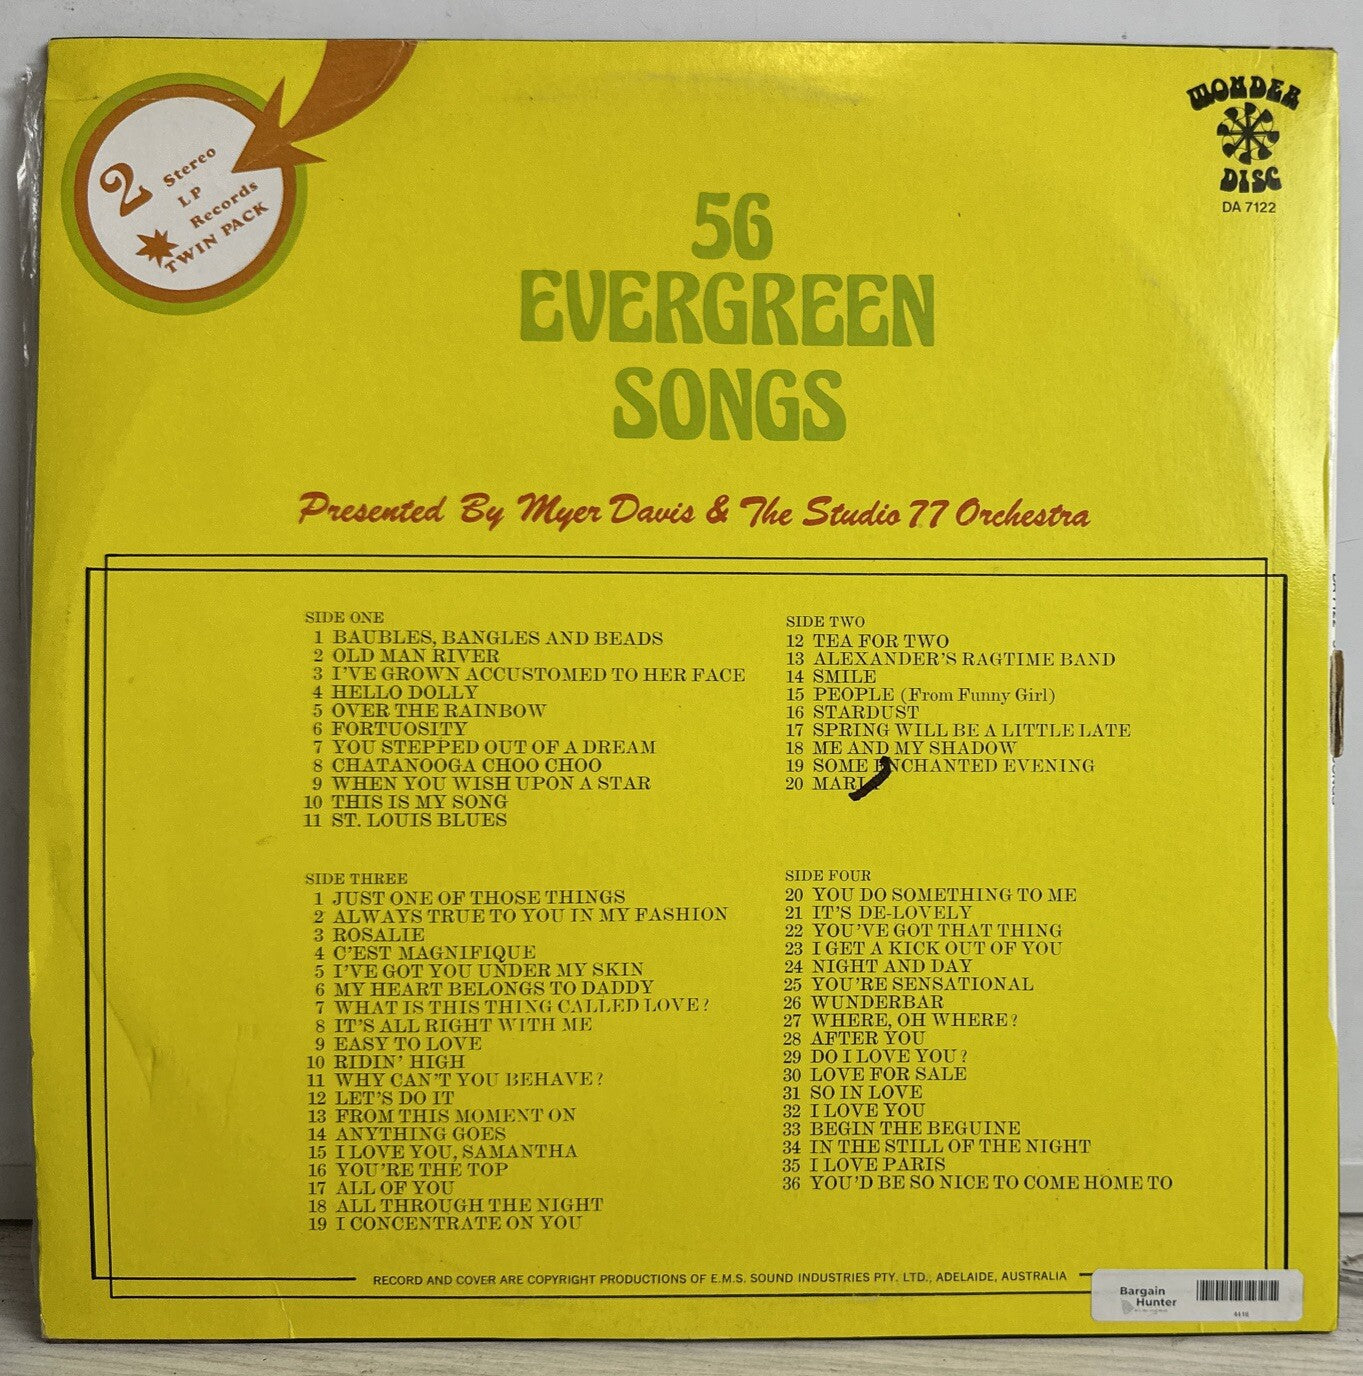 2 Stereo
LP
Records
TWIN PACK
WONDER
DISC
DA 7122
56
EVERGREEN
SONGS
Presented By Myer Davis & The Studio 77 Orchestra
SIDE ONE
1 BAUBLES, BANGLES AND BEADS
2 OLD MAN RIVER
3 I'VE GROWN ACCUSTOMED TO HER FACE
4 HELLO DOLLY
5 OVER THE RAINBOW
6 FORTUOSITY
7 YOU STEPPED OUT OF A DREAM
8 CHATANOOGA CHOO CHOO
9 WHEN YOU WISH UPON A STAR
10 THIS IS MY SONG
11 ST. LOUIS BLUES
SIDE TWO
12 TEA FOR TWO
13 ALEXANDER'S RAGTIME BAND
14 SMILE
15 PEOPLE (From Funny Girl)
16 STARDUST
17 SPRING WILL BE A LITTLE LATE
18 ME AND MY SHADOW
19 SOME ENCHANTED EVENING
20 MARIA
SIDE THREE
1 JUST ONE OF THOSE THINGS
2 ALWAYS TRUE TO YOU IN MY FASHION
3 ROSALIE
4 C'EST MAGNIFIQUE
5 I'VE GOT YOU UNDER MY SKIN
6 MY HEART BELONGS TO DADDY
7 WHAT IS THIS THING CALLED LOVE?
8 IT'S ALL RIGHT WITH ME
9 EASY TO LOVE
10 RIDIN' HIGH
11 WHY CAN'T YOU BEHAVE?
12 LET'S DO IT
13 FROM THIS MOMENT ON
14 ANYTHING GOES
15 I LOVE YOU, SAMANTHA
16 YOU'RE THE TOP
17 ALL OF YOU
18 ALL THROUGH THE NIGHT
19 I CONCENTRATE ON YOU
SIDE FOUR
20 YOU DO SOMETHING TO ME
21 IT'S DE-LOVELY
22 YOU'VE GOT THAT THING
23 I GET A KICK OUT OF YOU
24 NIGHT AND DAY
25 YOU'RE SENSATIONAL
26 WUNDERBAR
27 WHERE, OH WHERE?
28 AFTER YOU
29 DO I LOVE YOU?
30 LOVE FOR SALE
31 SO IN LOVE
32 I LOVE YOU
33 BEGIN THE BEGUINE
34 IN THE STILL OF THE NIGHT
35 I LOVE PARIS
36 YOU'D BE SO NICE TO COME HOME TO
RECORD AND COVER ARE COPYRIGHT PRODUCTIONS OF E.M.S. SOUND INDUSTRIES PTY. LTD., ADELAIDE, AUSTRALIA
Bargain
Hunter